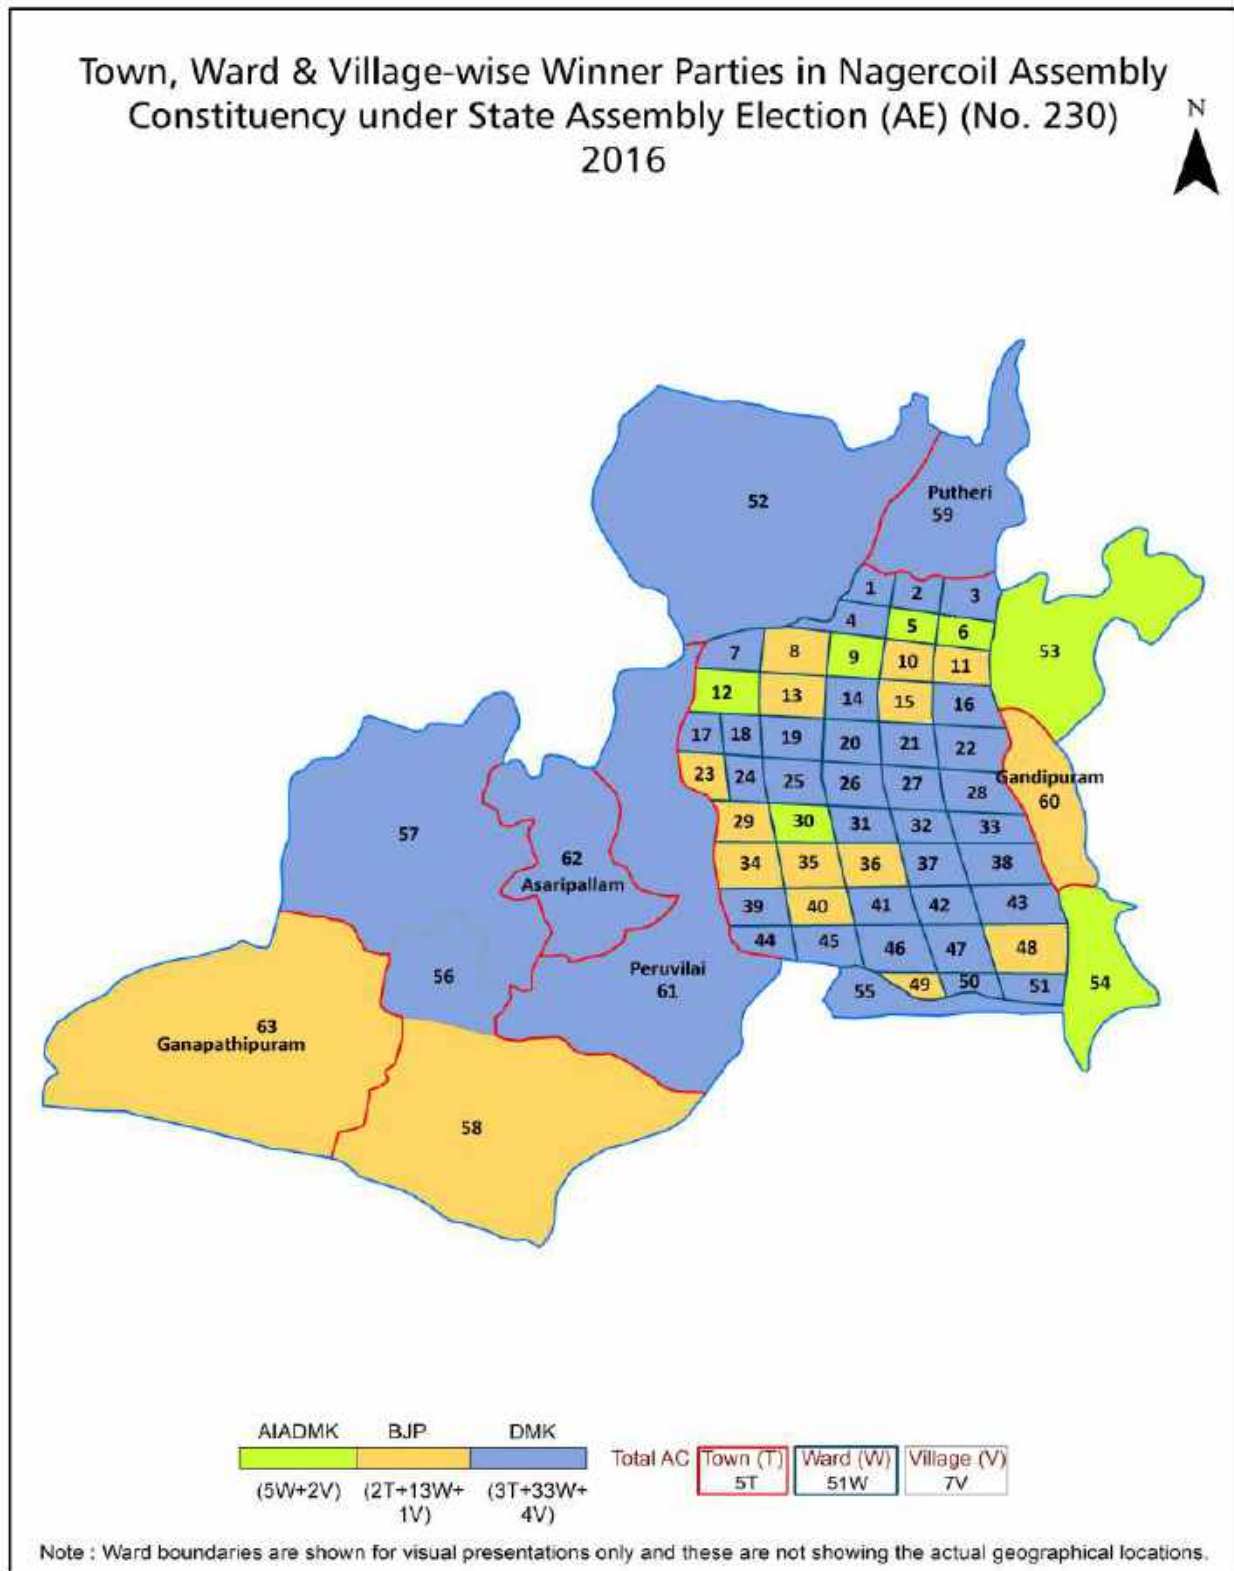 Town, Ward & Village-wise Winner Parties in Nagercoil Assembly
Constituency under State Assembly Election (AE) (No. 230)
2016
N
52
Putheri
59
1 2 3
4 5 6
53
7 8 9 10 11
12 13 14 15 16
17 18 19 20 21 22
23 24 25 26 27 28
Gandipuram
60
29 30 31 32 33
57
62
Asaripallam
34 35 36 37 38
39 40 41 42 43
44 45 46 47 48
56
Peruvilai
61
55 49 50 51
54
63
Ganapathipuram
58
AIADMK BJP DMK
(5W+2V) (2T+13W+
1V) (3T+33W+
4V)
Total AC
Town (T)
5T
Ward (W)
51W
Village (V)
7V
Note : Ward boundaries are shown for visual presentations only and these are not showing the actual geographical locations.